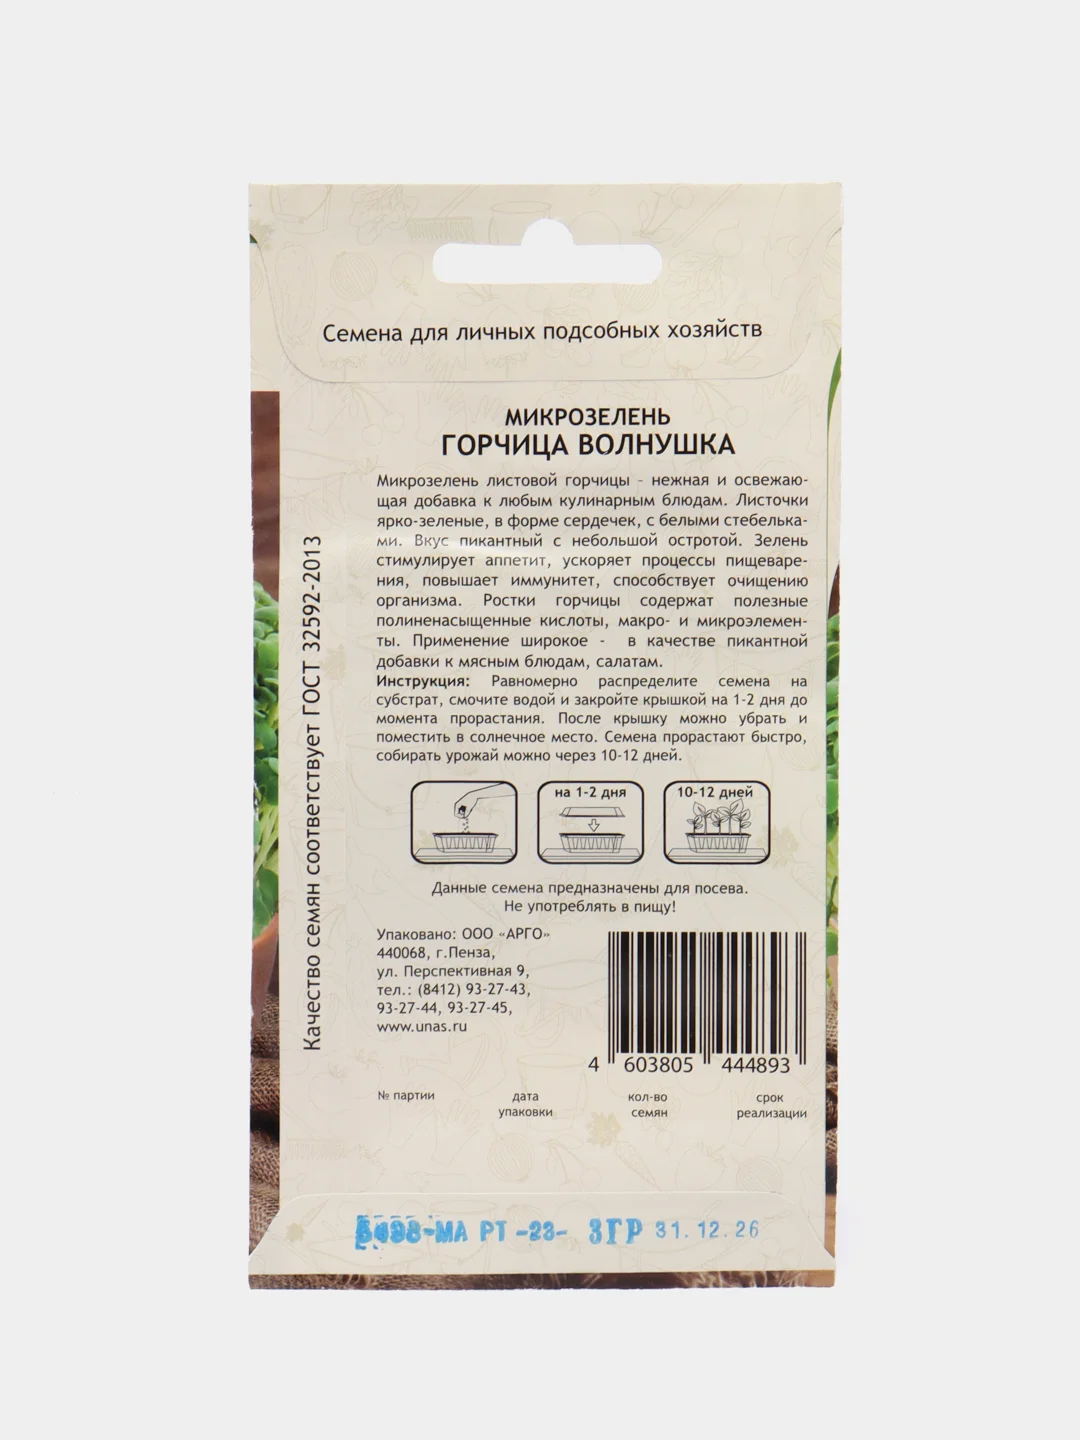 Семена для личных подсобных хозяйств
МИКРОЗЕЛЕНЬ
ГОРЧИЦА ВОЛНУШКА
Микрозелень листовой горчицы - нежная и освежаю-
щая добавка к любым кулинарным блюдам. Листочки
ярко-зеленые, в форме сердечек, с белыми стебелька-
ми. Вкус пикантный с небольшой остротой. Зелень
стимулирует аппетит, ускоряет процессы пищеваре-
ния, повышает иммунитет, способствует очищению
организма. Ростки горчицы содержат полезные
полиненасыщенные кислоты, макро- и микроэлемен-
ты. Применение широкое - в качестве пикантной
добавки к мясным блюдам, салатам.
Инструкция: Равномерно распределите семена на
субстрат, смочите водой и закройте крышкой на 1-2 дня до
момента прорастания. После крышку можно убрать и
поместить в солнечное место. Семена прорастают быстро,
собирать урожай можно через 10-12 дней.
на 1-2 дня
10-12 дней
Данные семена предназначены для посева.
Не употреблять в пищу!
Качество семян соответствует ГОСТ 32592-2013
Упаковано: ООО «АРГО»
440068, г.Пенза,
ул. Перспективная 9,
тел.: (8412) 93-27-43,
93-27-44, 93-27-45,
www.unas.ru
4 603805 444893
№ партии
дата
упаковки
кол-во
семян
срок
реализации
РТ -23- 3ГР 31.12.26